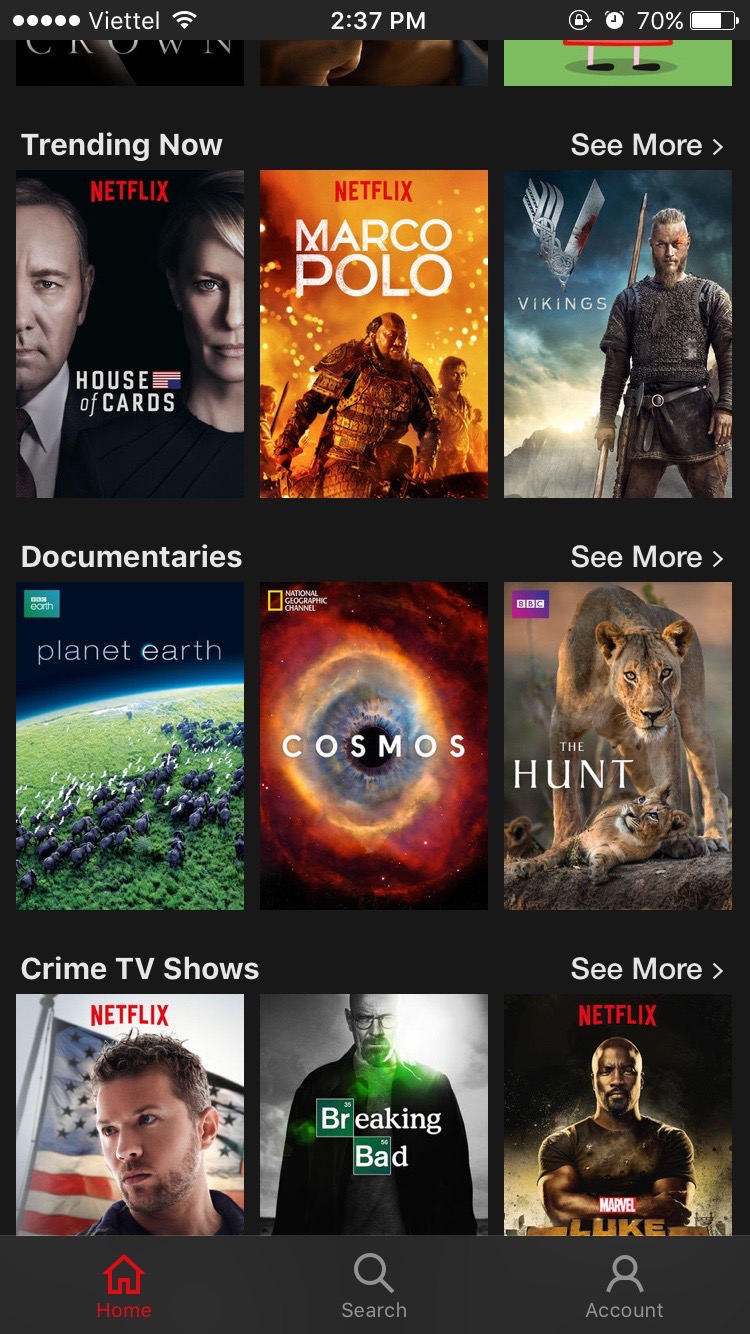 Viettel 2:37 PM 70%
CROWN
Trending Now See More >
NETFLIX
HOUSE
of CARDS
NETFLIX
MARCO
POLO
VIKINGS
Documentaries See More >
BBC
earth
planet earth
NATIONAL
GEOGRAPHIC
CHANNEL
COSMOS
BBC
THE
HUNT
Crime TV Shows See More >
NETFLIX
35
Breaking
56
Bad
NETFLIX
MARVEL
LUKE
Home Search Account